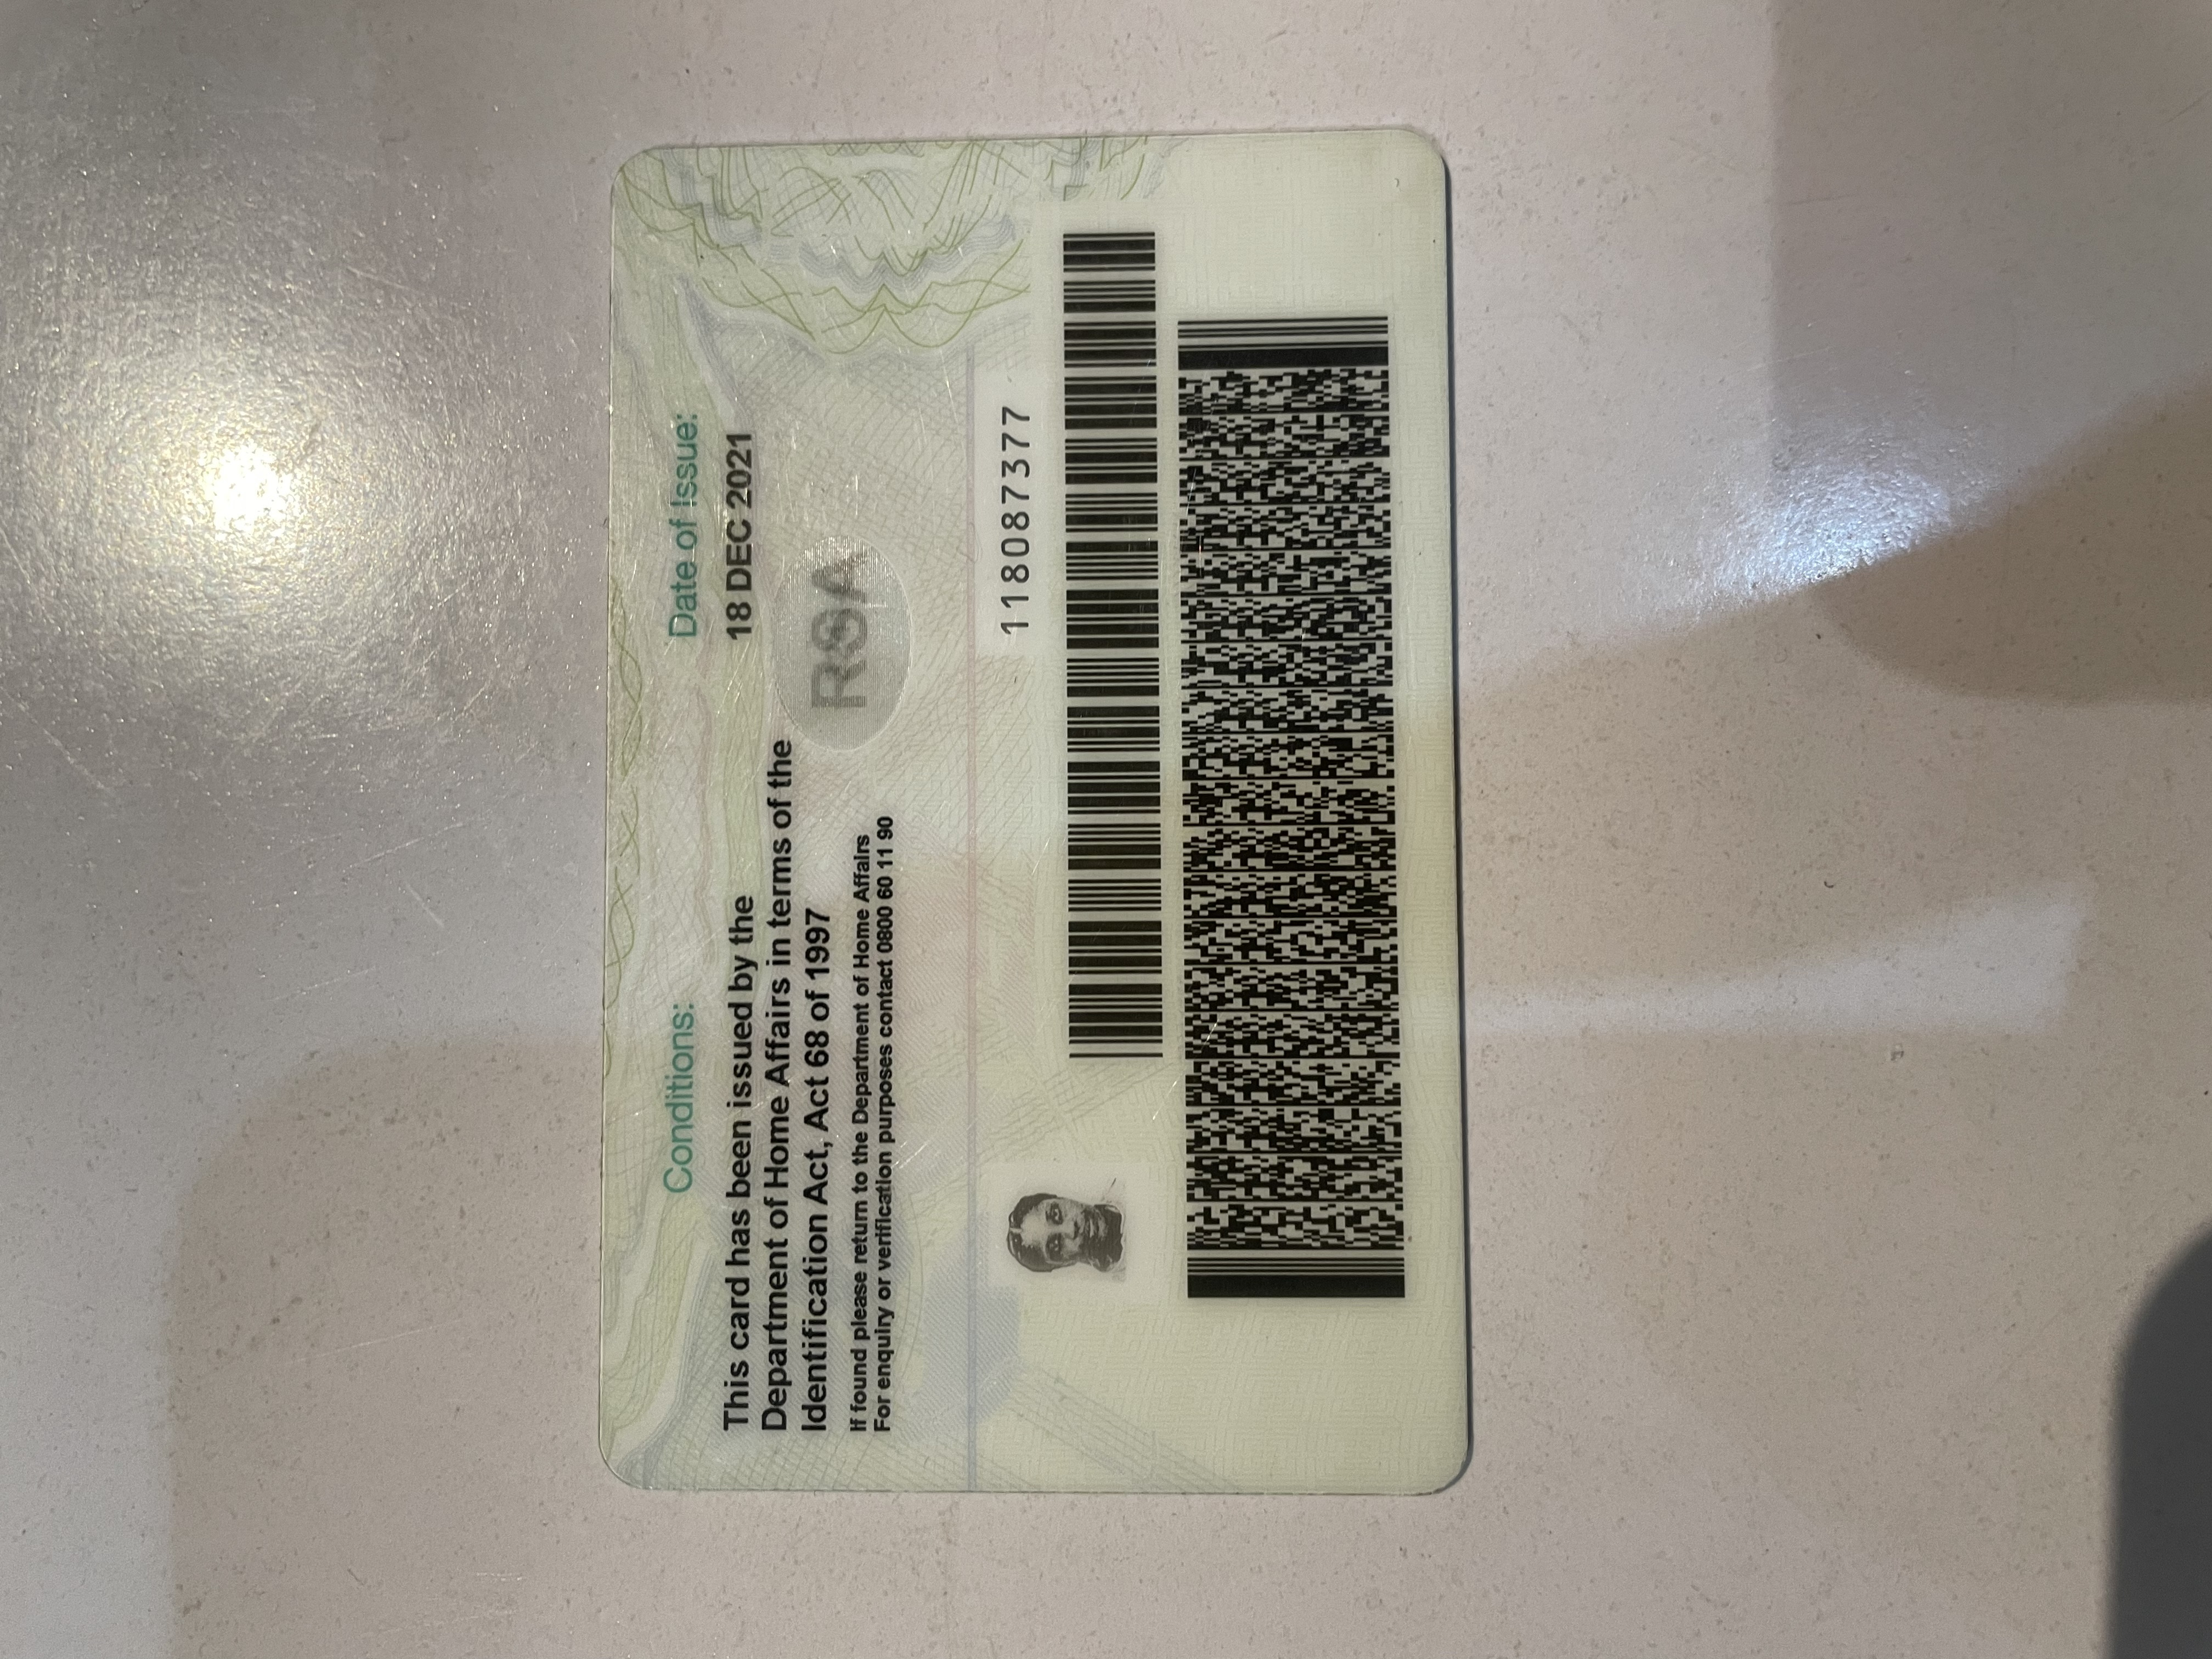 Conditions:
Date of Issue:
This card has been issued by the
Department of Home Affairs in terms of the
Identification Act, Act 68 of 1997
18 DEC 2021
If found please return to the Department of Home Affairs
For enquiry or verification purposes contact 0800 60 11 90
RSA
118087377